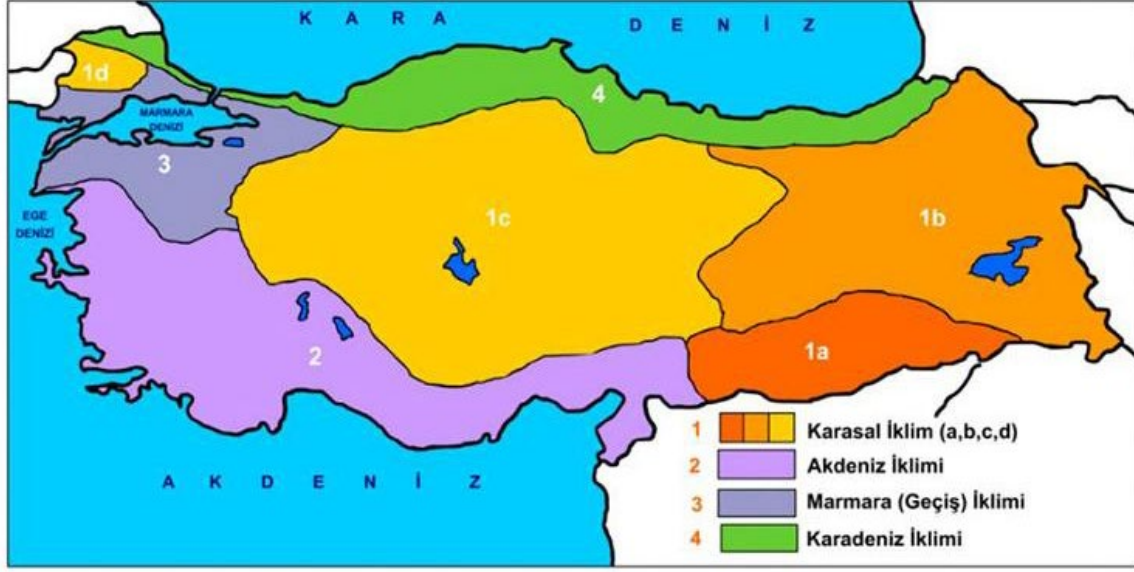 K A R A D E N İ Z
1d
4
MARMARA
DENİZİ
3
EGE
DENİZİ
1c
1b
2
1a
A K D E N İ Z
1 Karasal İklim (a,b,c,d)
2 Akdeniz İklimi
3 Marmara (Geçiş) İklimi
4 Karadeniz İklimi